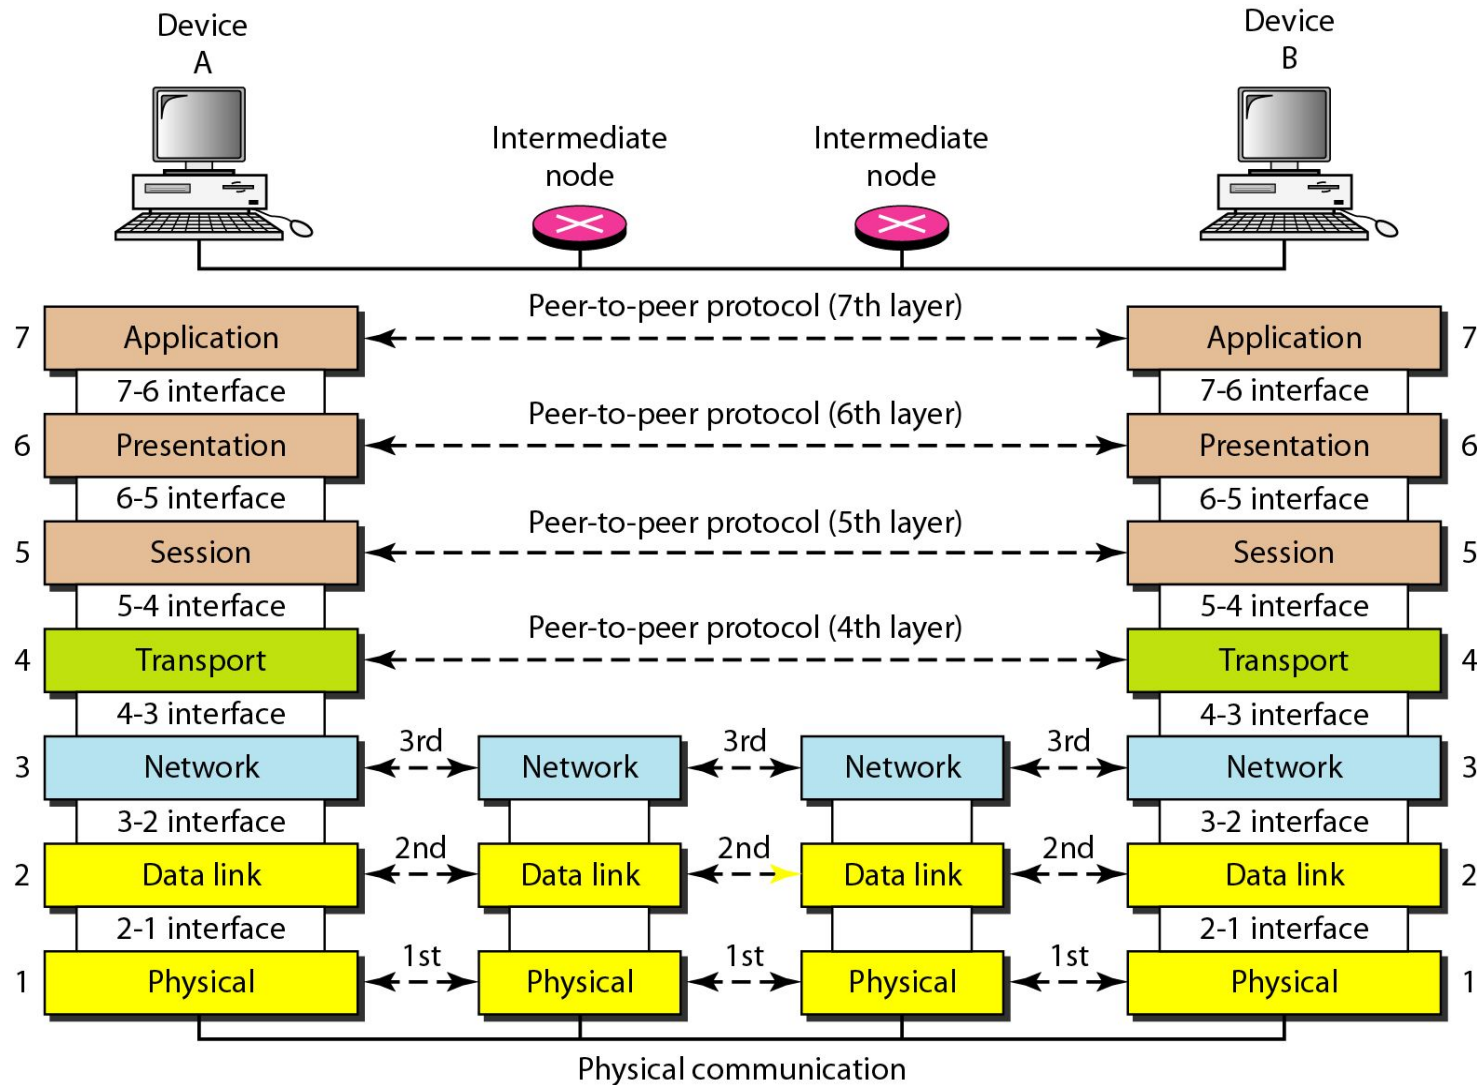 Device
A
Device
B
Intermediate
node
Intermediate
node
Peer-to-peer protocol (7th layer)
7 Application Application 7
7-6 interface 7-6 interface
Peer-to-peer protocol (6th layer)
6 Presentation Presentation 6
6-5 interface 6-5 interface
Peer-to-peer protocol (5th layer)
5 Session Session 5
5-4 interface 5-4 interface
Peer-to-peer protocol (4th layer)
4 Transport Transport 4
4-3 interface 4-3 interface
3rd 3rd 3rd
3 Network Network Network Network 3
3-2 interface 3-2 interface
2nd 2nd 2nd
2 Data link Data link Data link Data link 2
2-1 interface 2-1 interface
1st 1st 1st
1 Physical Physical Physical Physical 1
Physical communication